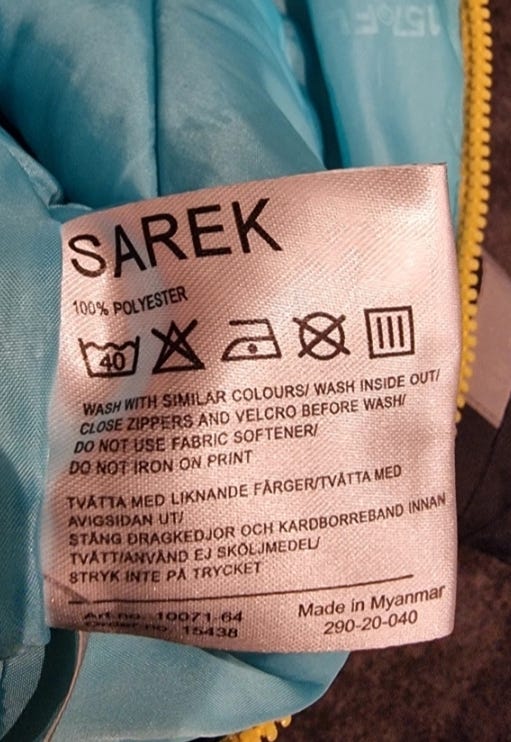 SAREK
100% POLYESTER
40
WASH WITH SIMILAR COLOURS/ WASH INSIDE OUT/
CLOSE ZIPPERS AND VELCRO BEFORE WASH/
DO NOT USE FABRIC SOFTENER/
DO NOT IRON ON PRINT
TVÄTTA MED LIKNANDE FÄRGER/TVÄTTA MED
AVIGSIDAN UT/
STÄNG DRAGKEDJOR OCH KARDBORREBAND INNAN
TVÄTT/ANVÄND EJ SKÖLJMEDEL/
STRYK INTE PÅ TRYCKET
Art.no. 10071-64
Order no. 15438
Made in Myanmar
290-20-040